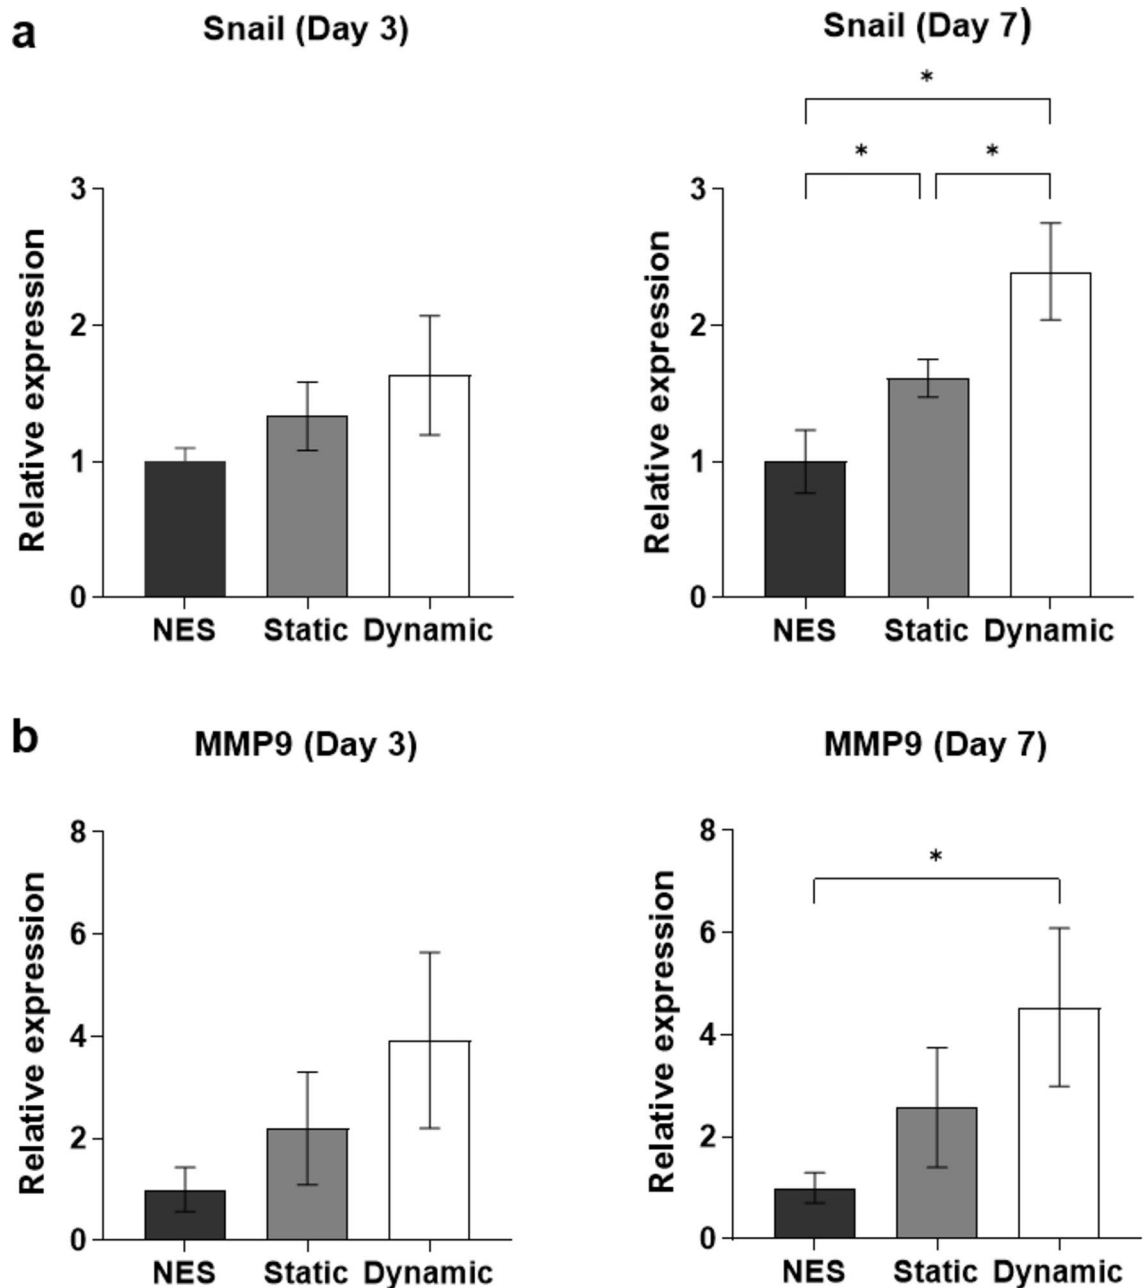 a
Snail (Day 3)
Relative expression
3
2
1
0
NES Static Dynamic
Snail (Day 7)
*
* *
Relative expression
3
2
1
0
NES Static Dynamic
b
MMP9 (Day 3)
Relative expression
8
6
4
2
0
NES Static Dynamic
MMP9 (Day 7)
*
Relative expression
8
6
4
2
0
NES Static Dynamic